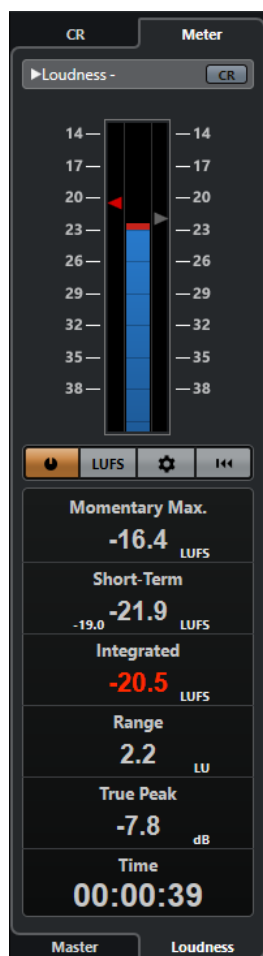 CR Meter
▶Loudness - CR
14 14
17 17
20 20
23 23
26 26
29 29
32 32
35 35
38 38
LUFS
Momentary Max.
-16.4 LUFS
Short-Term
-19.0 -21.9 LUFS
Integrated
-20.5 LUFS
Range
2.2 LU
True Peak
-7.8 dB
Time
00:00:39
Master Loudness